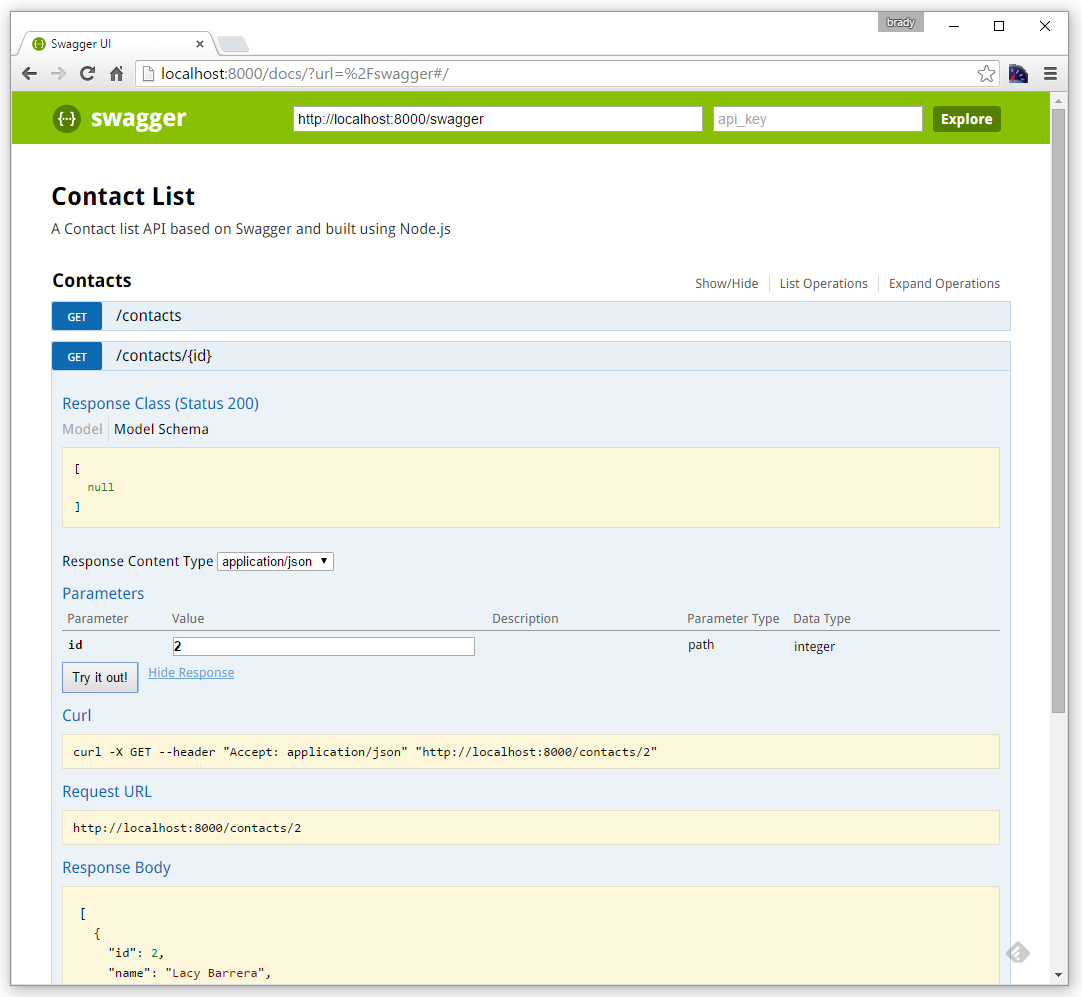 brady
Swagger UI
localhost:8000/docs/?url=%2Fswagger#/
{··} swagger http://localhost:8000/swagger api_key Explore
Contact List
A Contact list API based on Swagger and built using Node.js
Contacts Show/Hide List Operations Expand Operations
GET /contacts
GET /contacts/{id}
Response Class (Status 200)
Model Model Schema
[
null
]
Response Content Type application/json
Parameters
Parameter Value Description Parameter Type Data Type
id 2 path integer
Try it out! Hide Response
Curl
curl -X GET --header "Accept: application/json" "http://localhost:8000/contacts/2"
Request URL
http://localhost:8000/contacts/2
Response Body
[
{
"id": 2,
"name": "Lacy Barrera",